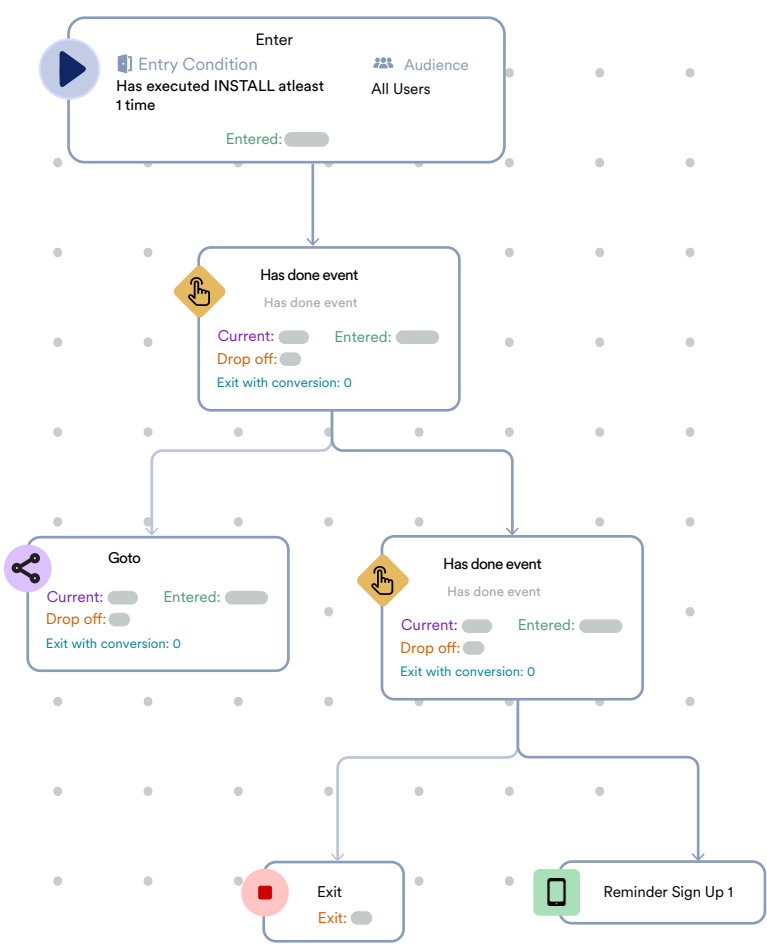 Enter
Entry Condition
Audience
Has executed INSTALL atleast
1 time
All Users
Entered:
Has done event
Has done event
Current:
Entered:
Drop off:
Exit with conversion: 0
Goto
Current:
Entered:
Drop off:
Exit with conversion: 0
Has done event
Has done event
Current:
Entered:
Drop off:
Exit with conversion: 0
Exit
Exit:
Reminder Sign Up 1